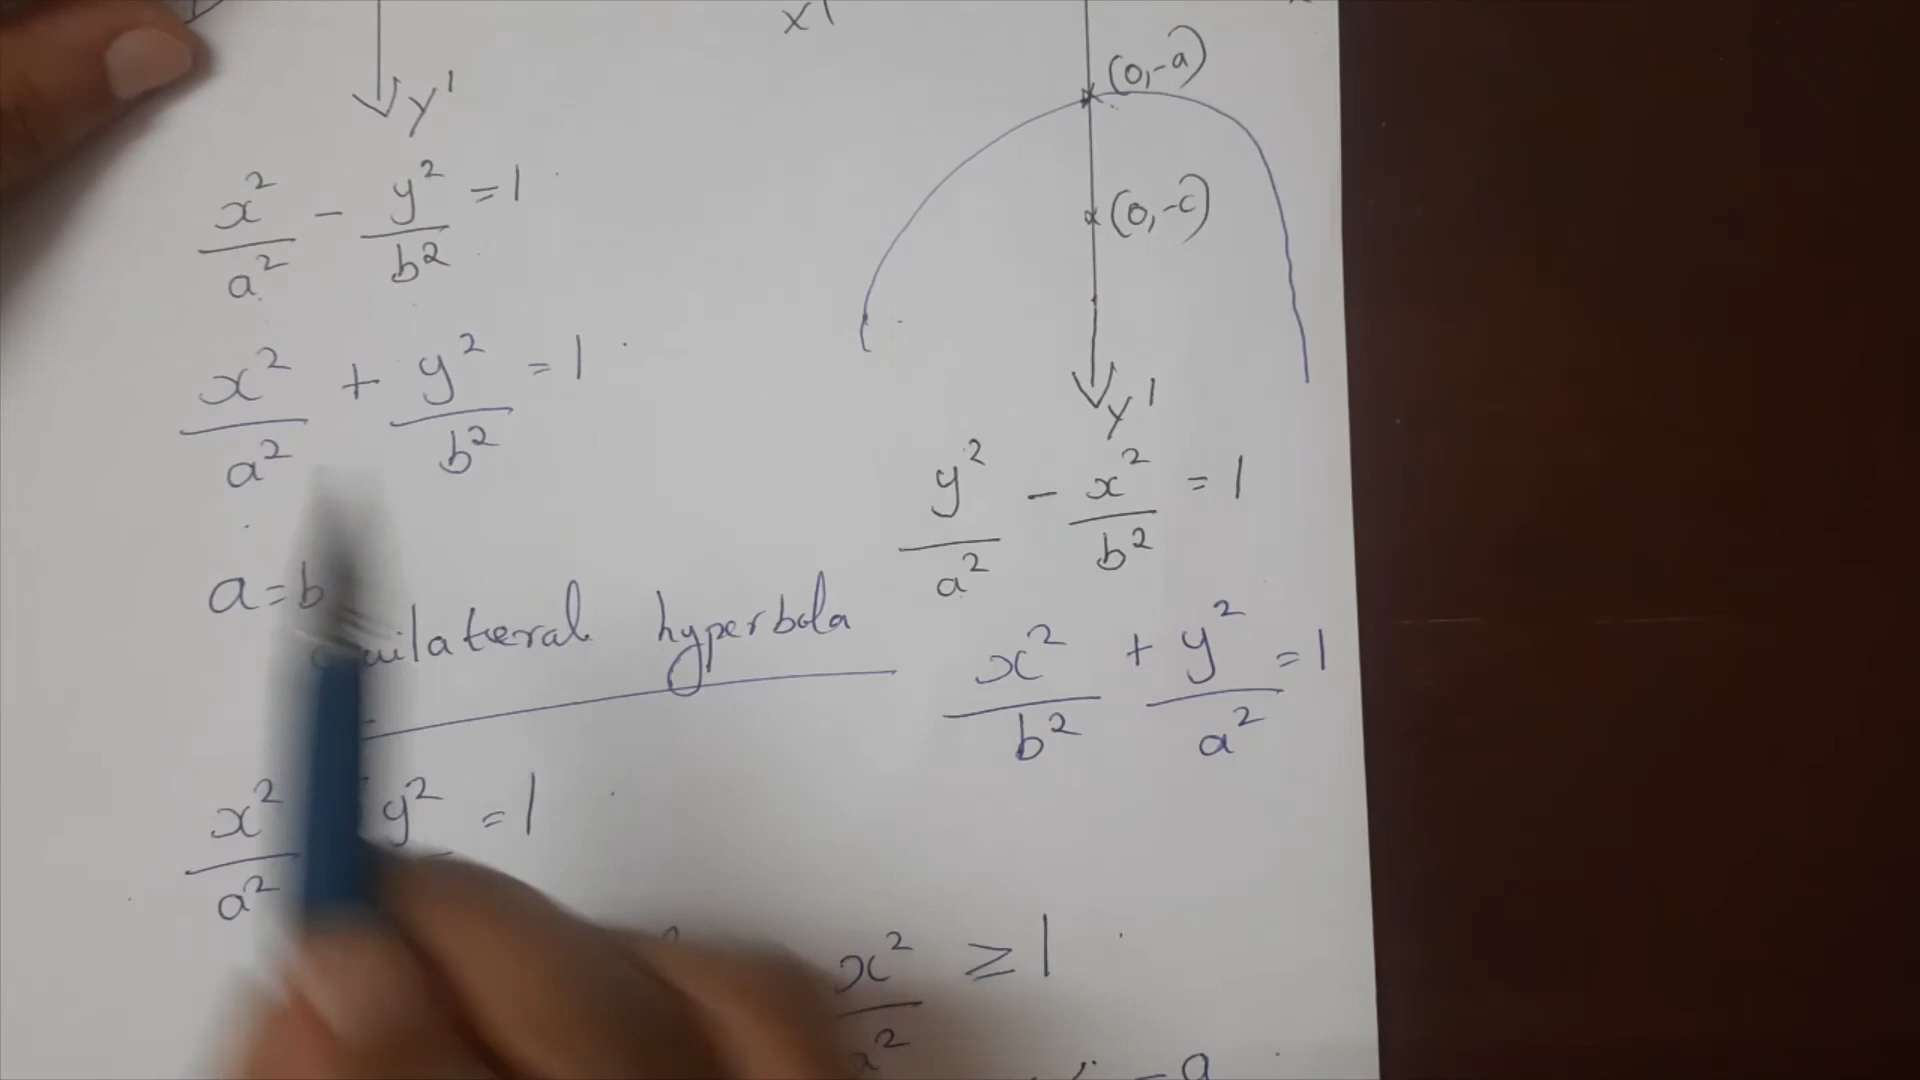 X'
Y'
(0,-a)
(0,-c)
Y'
x²/a² - y²/b² = 1
x²/a² + y²/b² = 1
y²/a² - x²/b² = 1
x²/b² + y²/a² = 1
a=b
hyperbola
x²/a² y² = 1
x²/a² ≥ 1
-a